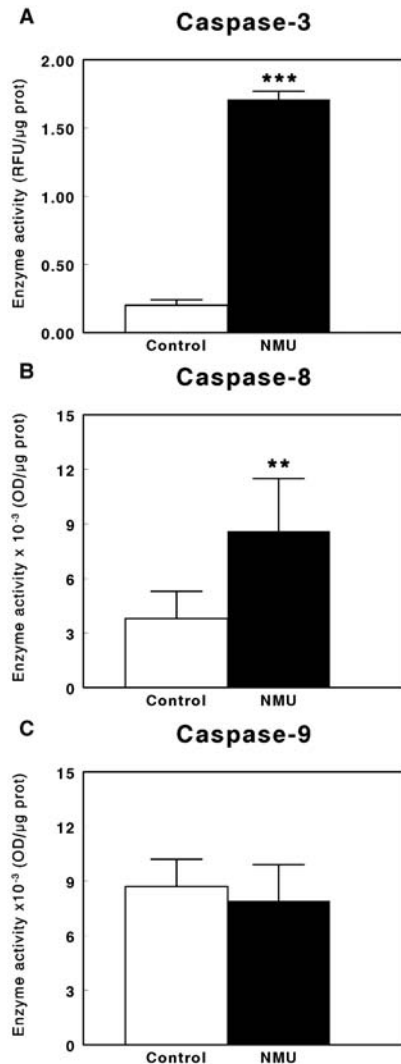 A
Caspase-3
Enzyme activity (RFU/µg prot)
2.00
1.50
1.00
0.50
0.00
***
Control NMU
B
Caspase-8
Enzyme activity x 10⁻³ (OD/µg prot)
15
12
9
6
3
0
**
Control NMU
C
Caspase-9
Enzyme activity x10⁻³ (OD/µg prot)
15
12
9
6
3
0
Control NMU